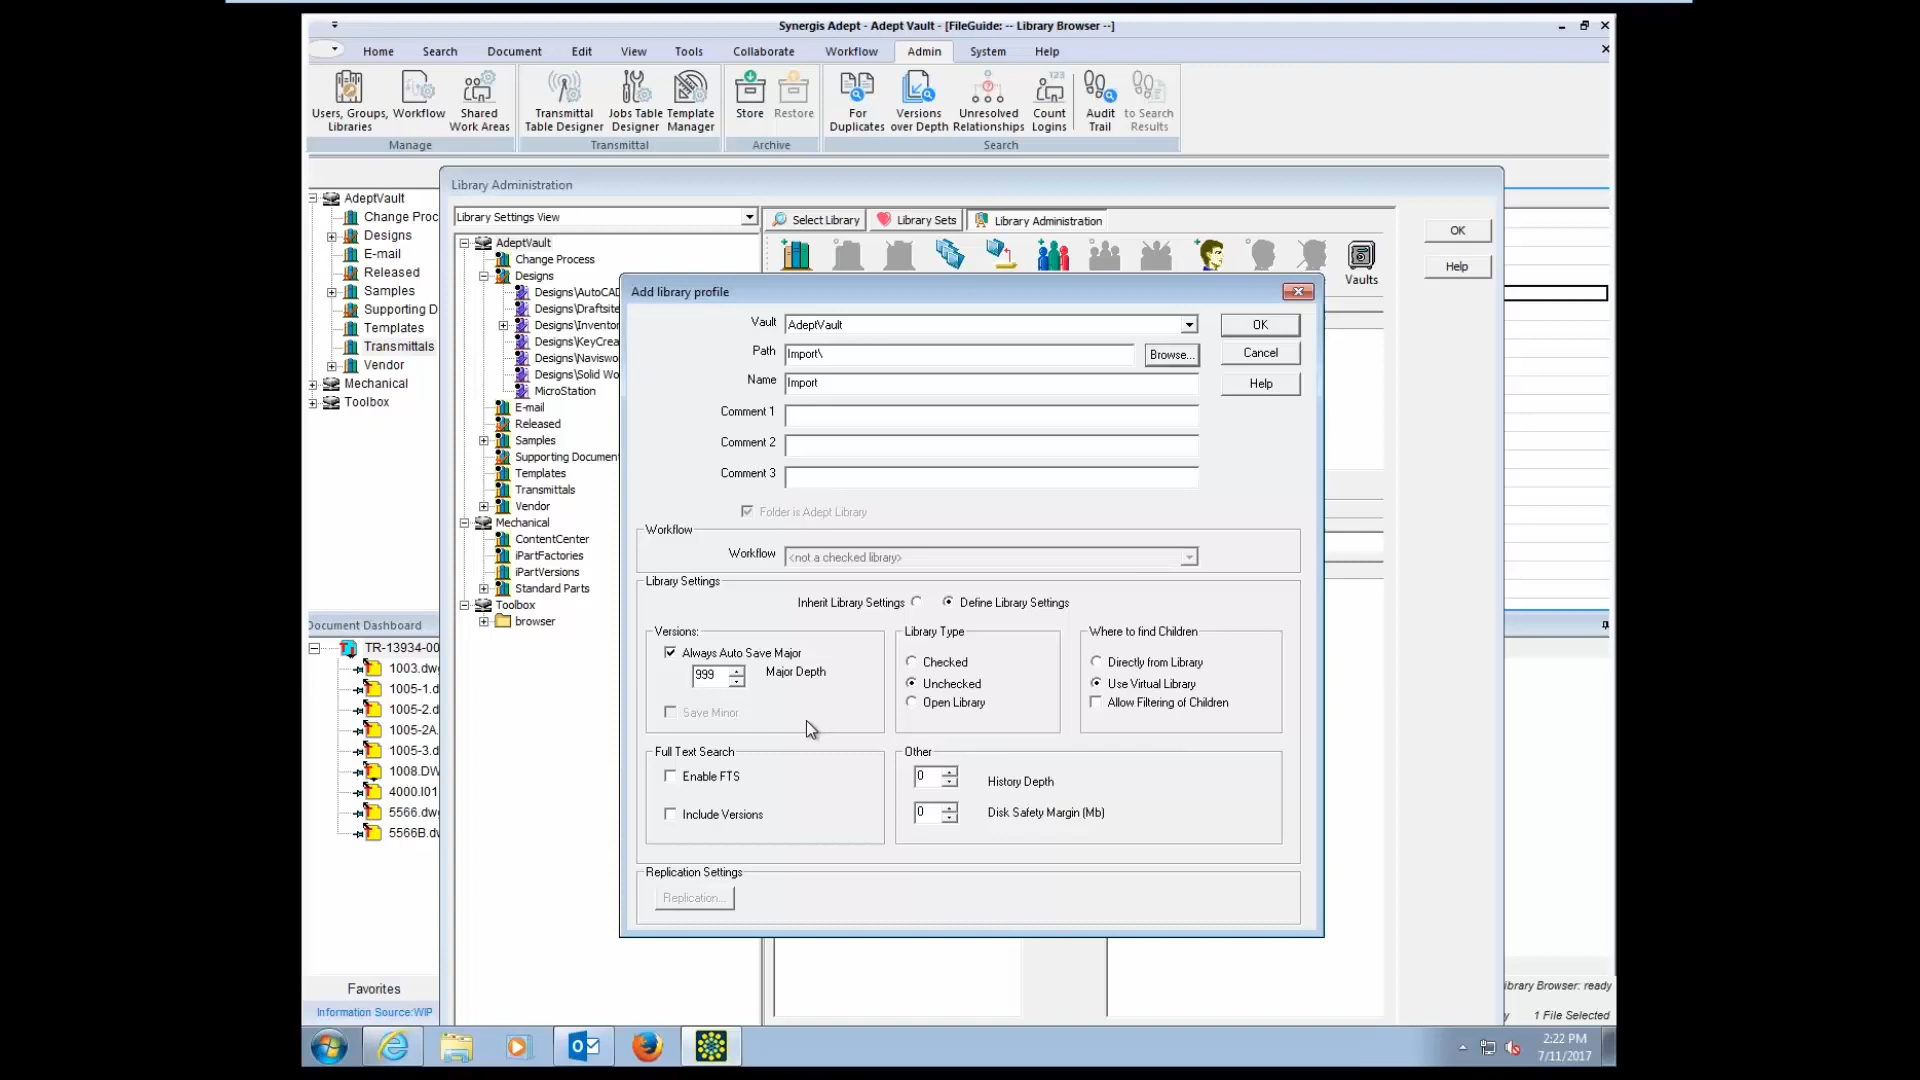 Synergis Adept - Adept Vault - [FileGuide: -- Library Browser --]
Home Search Document Edit View Tools Collaborate Workflow Admin System Help
Users, Groups, Libraries
Workflow
Shared Work Areas
Manage
Transmittal Table Designer
Jobs Table Designer
Template Manager
Transmittal
Store
Restore
Archive
For Duplicates
Versions over Depth
Unresolved Relationships
123
Count Logins
Audit Trail
to Search Results
Search
AdeptVault
Change Proc
Designs
E-mail
Released
Samples
Supporting D
Templates
Transmittals
Vendor
Mechanical
Toolbox
Document Dashboard
TR-13934-00
1003.dw
1005-1.d
1005-2.d
1005-2A.
1005-3.d
1008.DW
4000.I01
5566.dw
5566B.dw
Favorites
Information Source:WIP
Library Administration
Library Settings View
AdeptVault
Change Process
Designs
Designs\AutoCAD
Designs\Draftsite
Designs\Inventor
Designs\KeyCrea
Designs\Naviswo
Designs\Solid Wo
MicroStation
E-mail
Released
Samples
Supporting Document
Templates
Transmittals
Vendor
Mechanical
ContentCenter
iPartFactories
iPartVersions
Standard Parts
Toolbox
browser
Select Library
Library Sets
Library Administration
Vaults
OK
Help
Add library profile
Vault AdeptVault
OK
Path Import\
Browse...
Cancel
Name Import
Help
Comment 1
Comment 2
Comment 3
Folder is Adept Library
Workflow
Workflow <not a checked library>
Library Settings
Inherit Library Settings
Define Library Settings
Versions:
Always Auto Save Major
999 Major Depth
Save Minor
Library Type
Checked
Unchecked
Open Library
Where to find Children
Directly from Library
Use Virtual Library
Allow Filtering of Children
Full Text Search
Enable FTS
Include Versions
Other
0 History Depth
0 Disk Safety Margin (Mb)
Replication Settings
Replication...
ibrary Browser: ready
y 1 File Selected
2:22 PM
7/11/2017